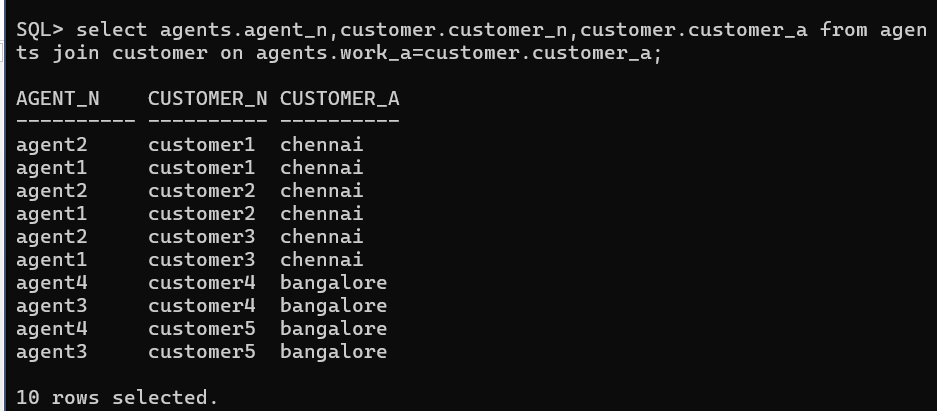 SQL> select agents.agent_n,customer.customer_n,customer.customer_a from agen
ts join customer on agents.work_a=customer.customer_a;
AGENT_N    CUSTOMER_N CUSTOMER_A
---------- ---------- ----------
agent2     customer1  chennai
agent1     customer1  chennai
agent2     customer2  chennai
agent1     customer2  chennai
agent2     customer3  chennai
agent1     customer3  chennai
agent4     customer4  bangalore
agent3     customer4  bangalore
agent4     customer5  bangalore
agent3     customer5  bangalore
10 rows selected.